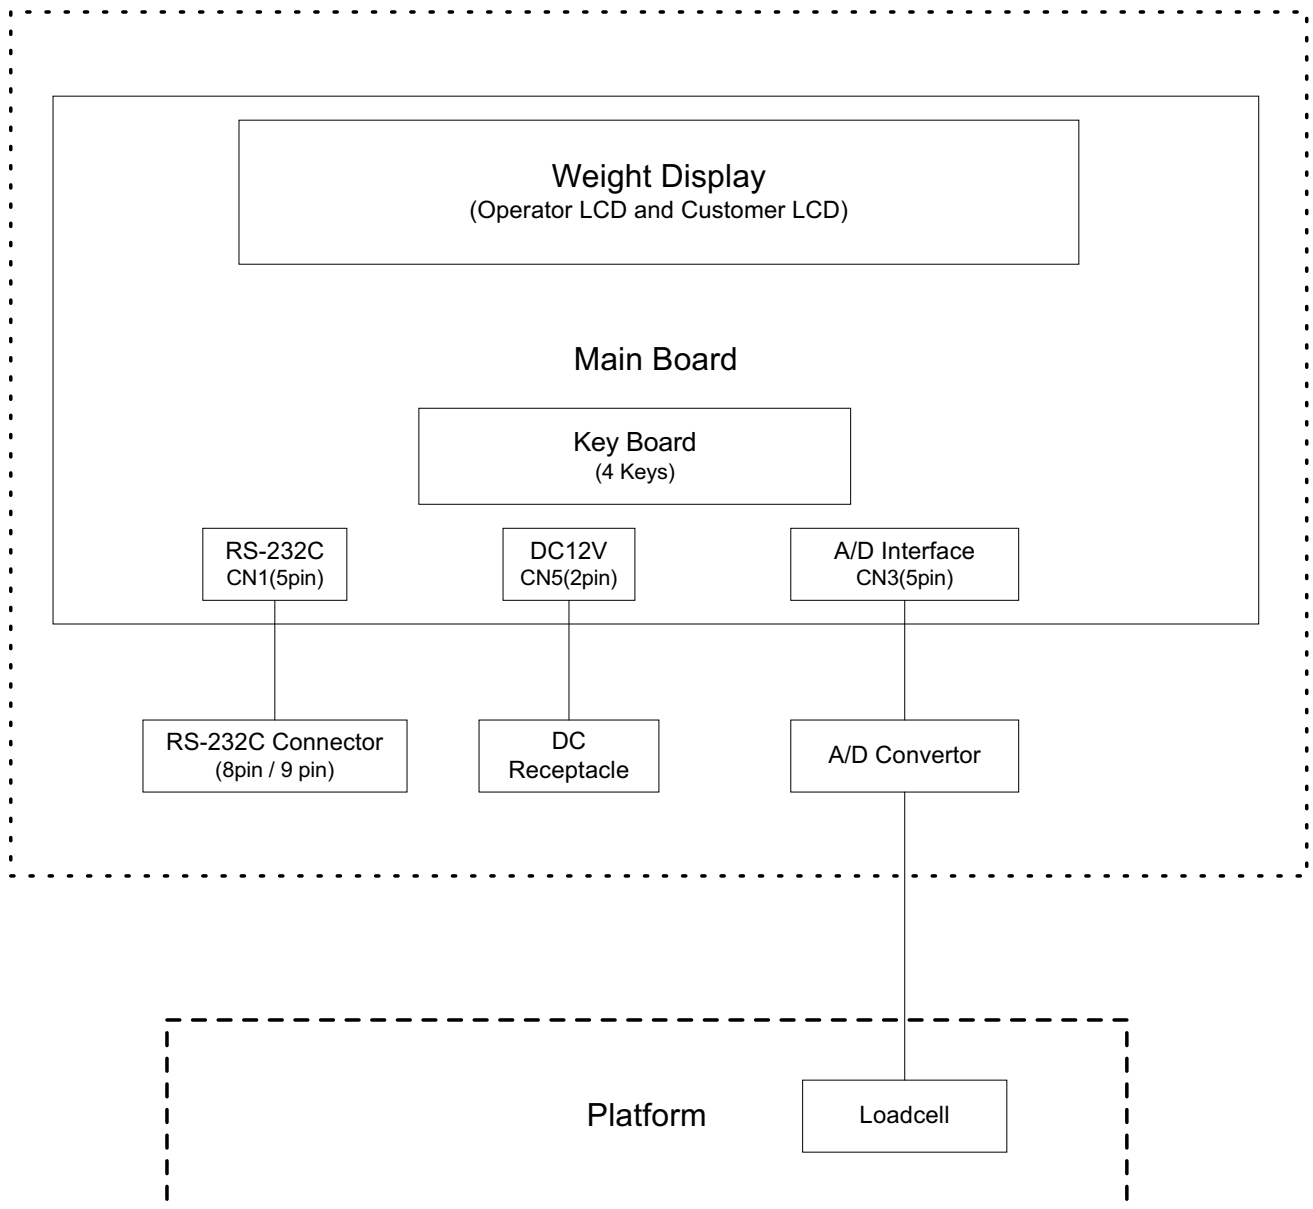 Weight Display
(Operator LCD and Customer LCD)
Main Board
Key Board
(4 Keys)
RS-232C
CN1(5pin)
DC12V
CN5(2pin)
A/D Interface
CN3(5pin)
RS-232C Connector
(8pin / 9 pin)
DC
Receptacle
A/D Convertor
Platform
Loadcell